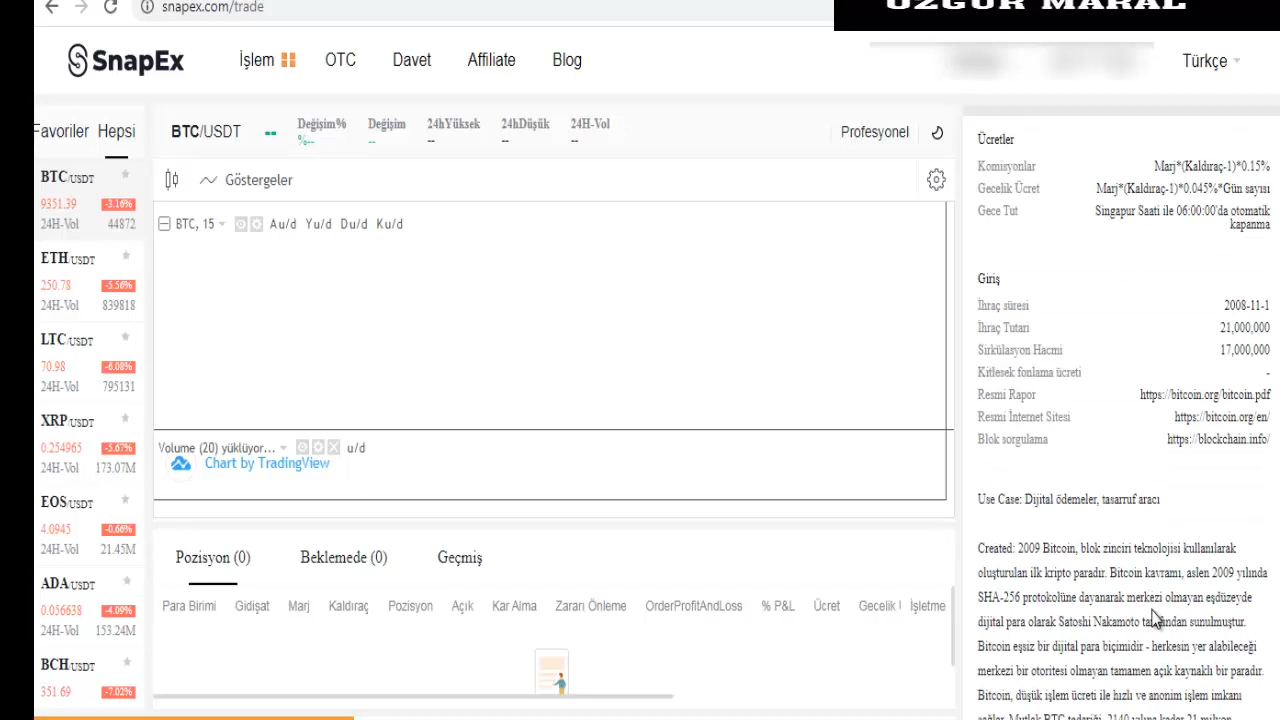 snapex.com/trade
ÖZGÜR MARAL
SnapEx
İşlem
OTC
Davet
Affiliate
Blog
Türkçe
Favoriler Hepsi
BTC/USDT
9351.39 -3.16%
24H-Vol 44872
ETH/USDT
250.78 -5.56%
24H-Vol 839818
LTC/USDT
70.98 -6.08%
24H-Vol 795131
XRP/USDT
0.254965 -5.67%
24H-Vol 173.07M
EOS/USDT
4.0945 -0.66%
24H-Vol 21.45M
ADA/USDT
0.056638 -4.09%
24H-Vol 153.24M
BCH/USDT
351.69 -7.02%
BTC/USDT -- Değişim% Değişim 24hYüksek 24hDüşük 24H-Vol
%-- -- -- -- --
Profesyonel
Göstergeler
BTC, 15 Au/d Yu/d Du/d Ku/d
Volume (20) yüklüyor... u/d
Chart by TradingView
Pozisyon (0) Beklemede (0) Geçmiş
Para Birimi Gidişat Marj Kaldıraç Pozisyon Açık Kar Alma Zararı Önleme OrderProfitAndLoss % P&L Ücret Gecelik İşletme
Ücretler
Komisyonlar Marj*(Kaldıraç-1)*0.15%
Gecelik Ücret Marj*(Kaldıraç-1)*0.045%*Gün sayısı
Gece Tut Singapur Saati ile 06:00:00'da otomatik
kapanma
Giriş
İhraç süresi 2008-11-1
İhraç Tutarı 21,000,000
Sirkülasyon Hacmi 17,000,000
Kitlesek fonlama ücreti -
Resmi Rapor https://bitcoin.org/bitcoin.pdf
Resmi İnternet Sitesi https://bitcoin.org/en/
Blok sorgulama https://blockchain.info/
Use Case: Dijital ödemeler, tasarruf aracı
Created: 2009 Bitcoin, blok zinciri teknolojisi kullanılarak
oluşturulan ilk kripto paradır. Bitcoin kavramı, aslen 2009 yılında
SHA-256 protokolüne dayanarak merkezi olmayan eşdüzeyde
dijital para olarak Satoshi Nakamoto tarafından sunulmuştur.
Bitcoin eşsiz bir dijital para biçimidir - herkesin yer alabileceği
merkezi bir otoritesi olmayan tamamen açık kaynaklı bir paradır.
Bitcoin, düşük işlem ücreti ile hızlı ve anonim işlem imkanı
sağlar. Mutlak BTC tedariği, 2140 yılına kadar 21 milyon